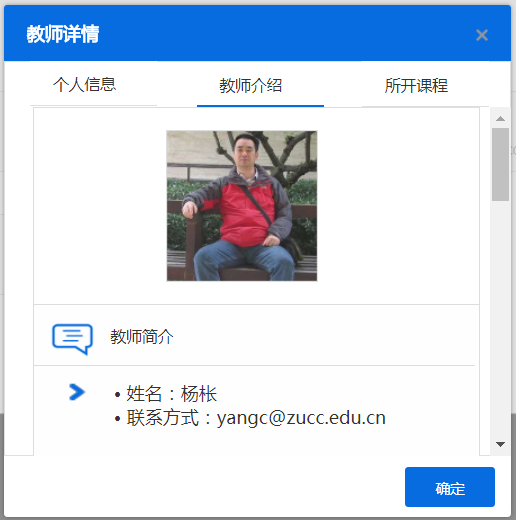 教师详情
×
个人信息 教师介绍 所开课程
教师简介
• 姓名：杨枨
• 联系方式：yangc@zucc.edu.cn
确定